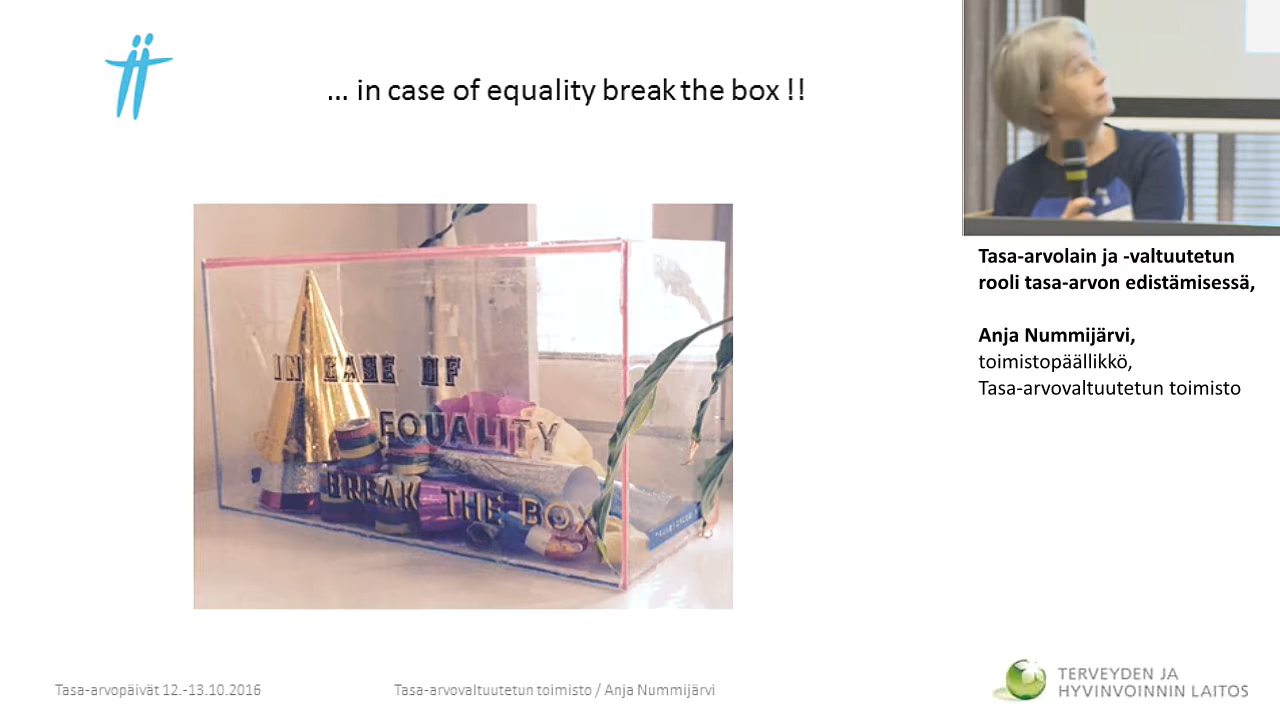 ... in case of equality break the box !!
IN CASE OF
EQUALITY
BREAK THE BOX
Tasa-arvolain ja -valtuutetun
rooli tasa-arvon edistämisessä,
Anja Nummijärvi,
toimistopäällikkö,
Tasa-arvovaltuutetun toimisto
Tasa-arvopäivät 12.-13.10.2016
Tasa-arvovaltuutetun toimisto / Anja Nummijärvi
TERVEYDEN JA
HYVINVOINNIN LAITOS